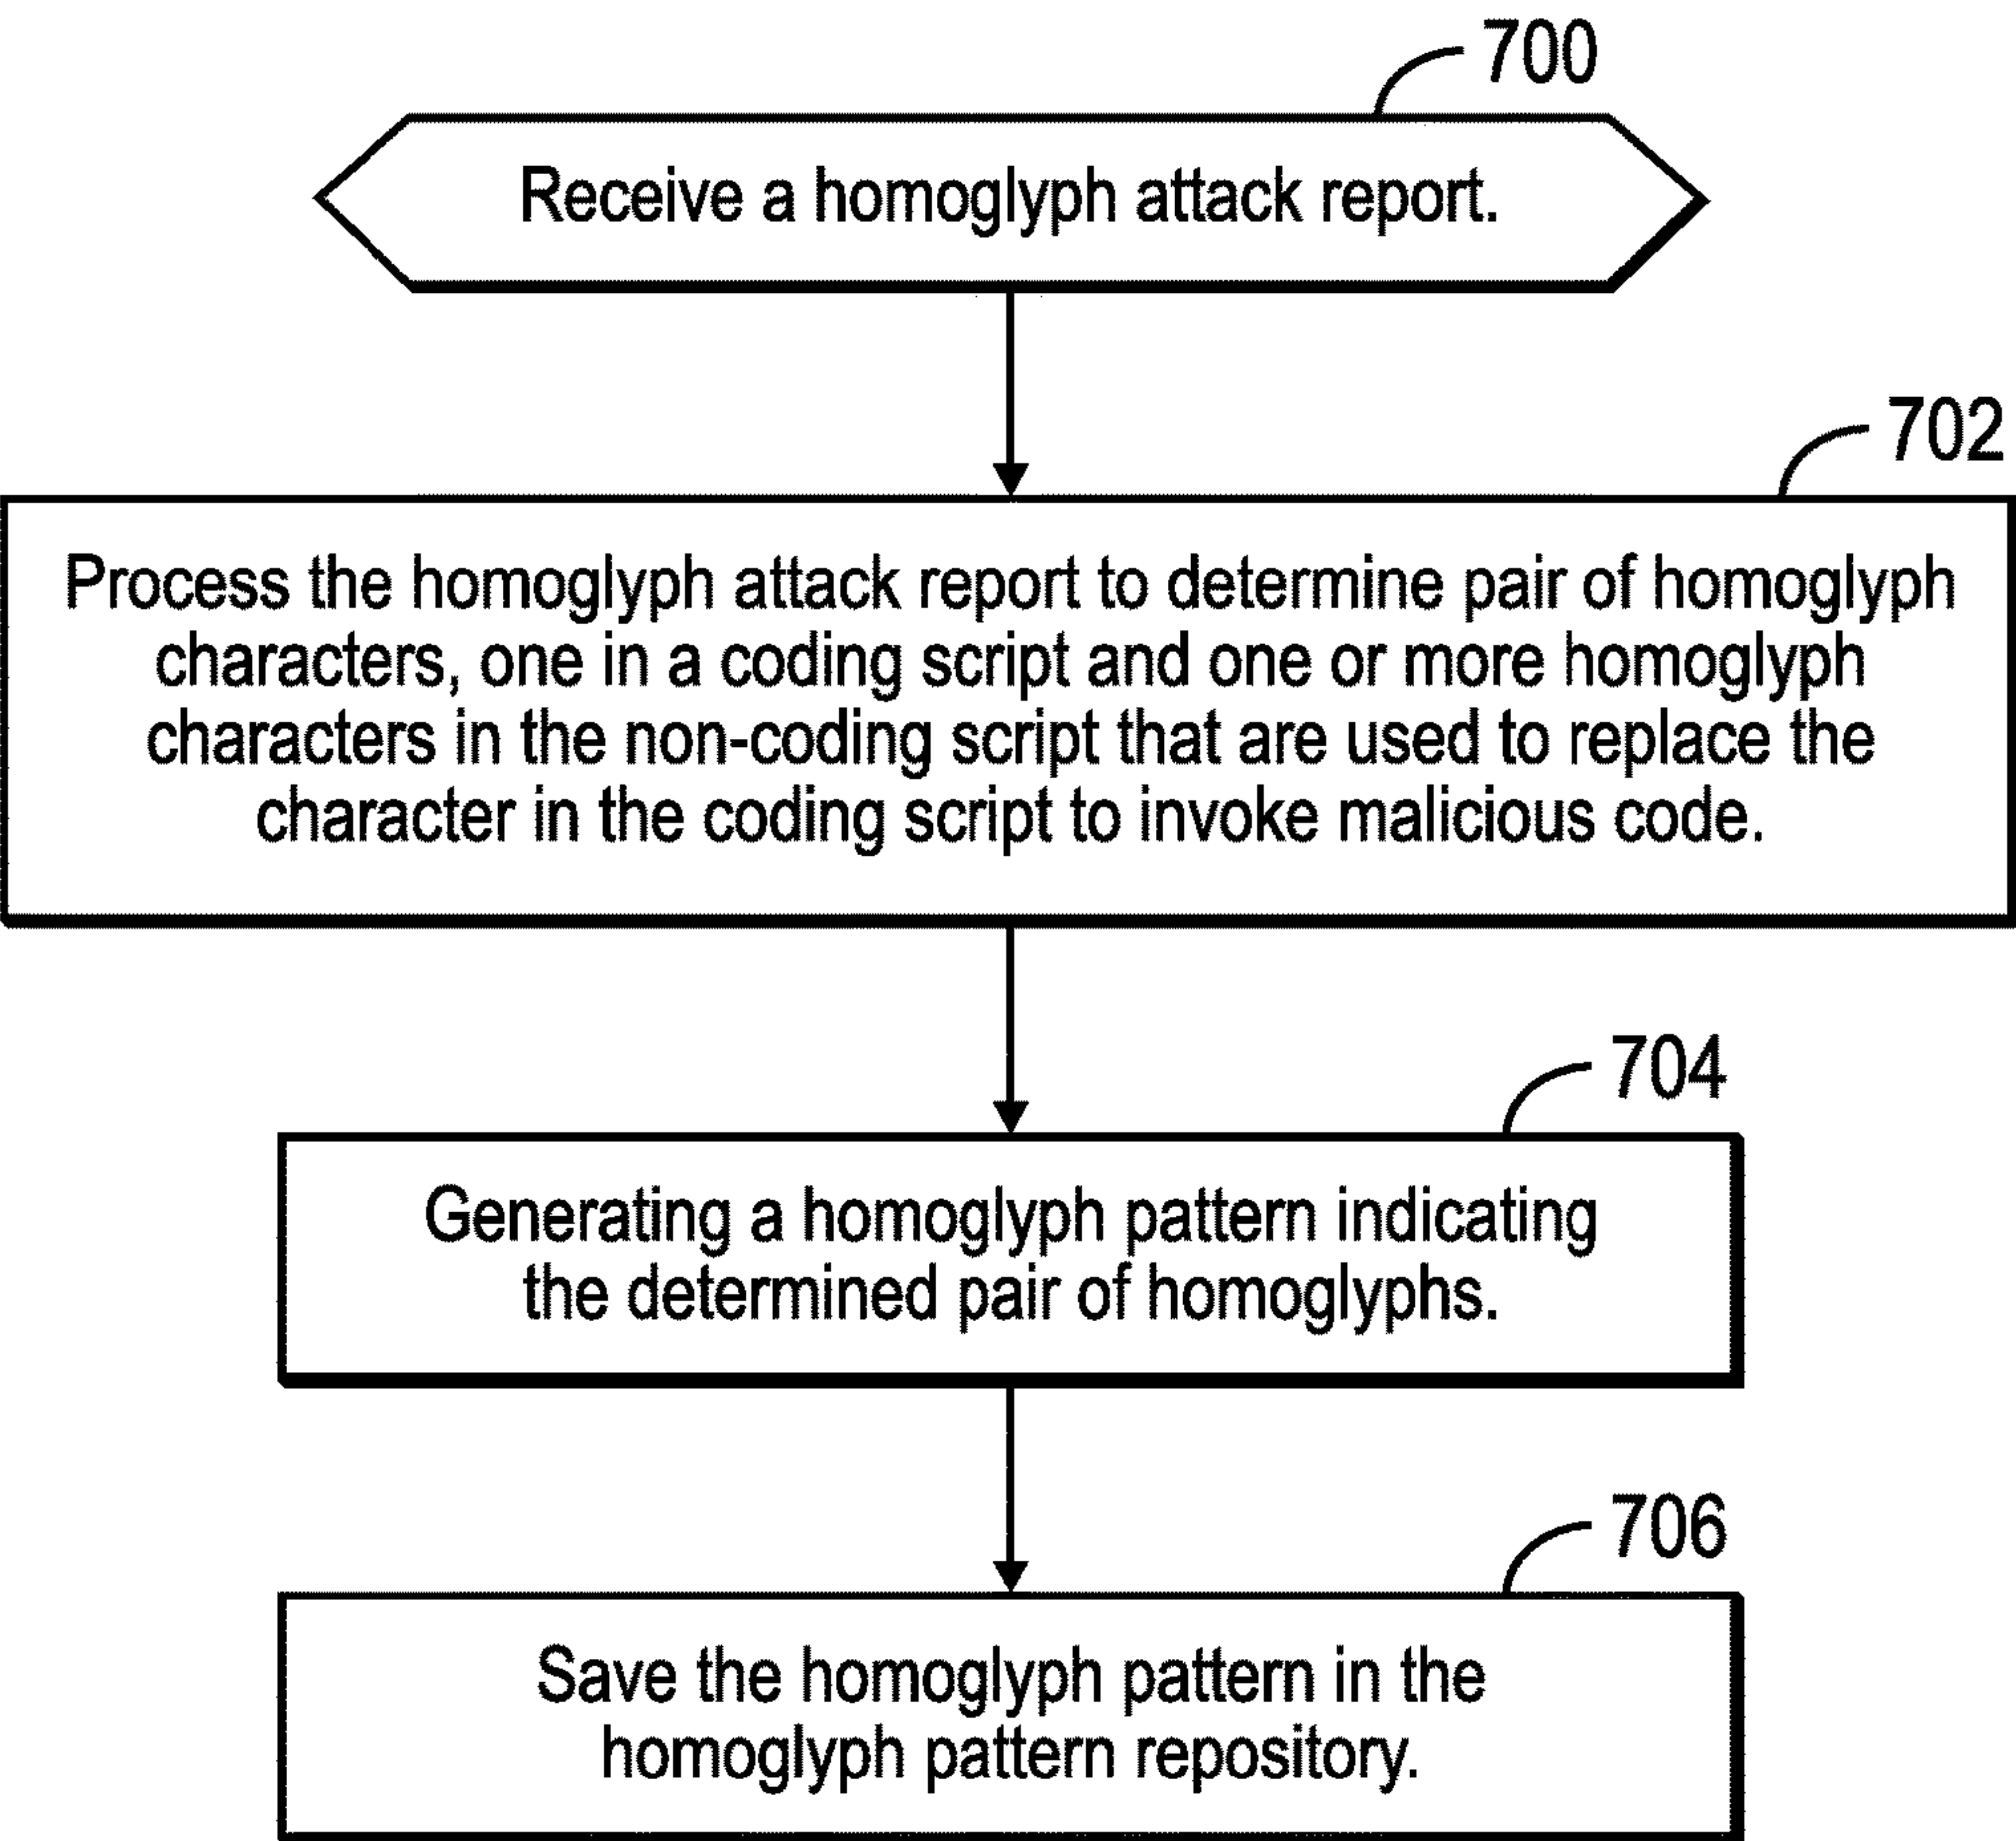 700
Receive a homoglyph attack report.
702
Process the homoglyph attack report to determine pair of homoglyph
characters, one in a coding script and one or more homoglyph
characters in the non-coding script that are used to replace the
character in the coding script to invoke malicious code.
704
Generating a homoglyph pattern indicating
the determined pair of homoglyphs.
706
Save the homoglyph pattern in the
homoglyph pattern repository.